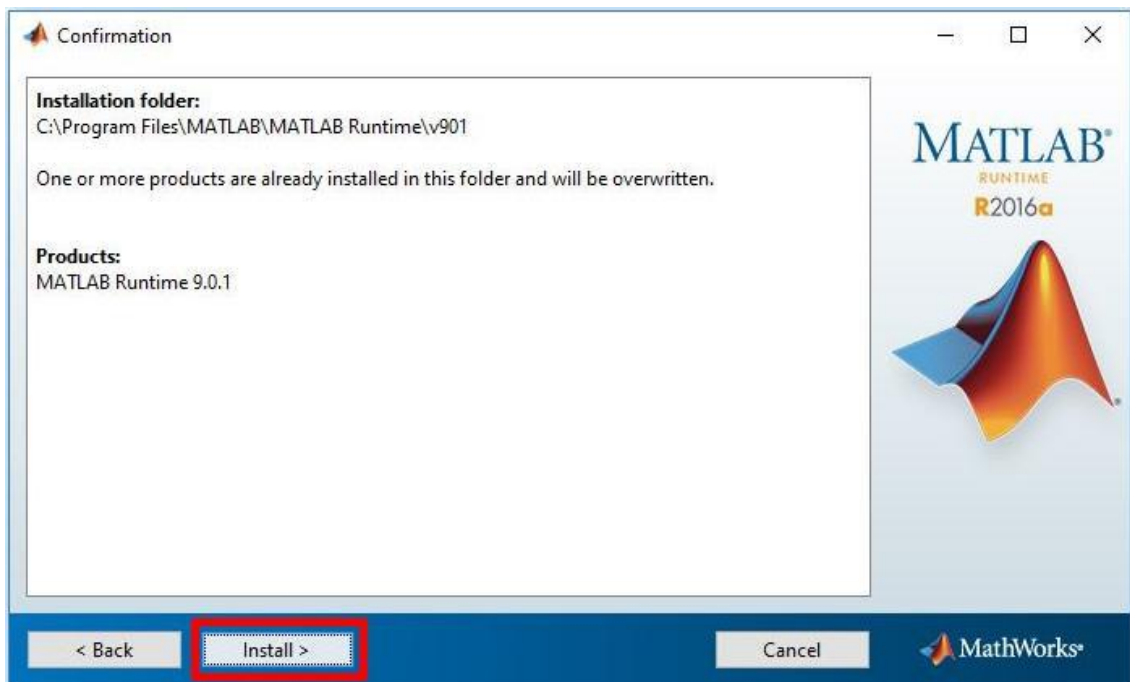 Confirmation
Installation folder:
C:\Program Files\MATLAB\MATLAB Runtime\v901
One or more products are already installed in this folder and will be overwritten.
Products:
MATLAB Runtime 9.0.1
MATLAB®
RUNTIME
R2016a
< Back
Install >
Cancel
MathWorks®